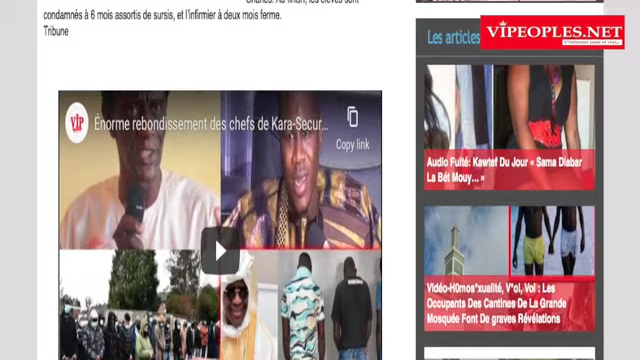 condamnés à 6 mois assortis de sursis, et l'infirmier à deux mois ferme.
Tribune
Les articles
VIPEOPLES.NET
VIP
Énorme rebondissement des chefs de Kara-Secur...
Copy link
Audio Fuité: Kawtef Du Jour « Sama Diabar
La Bét Mouy... »
Vidéo-H0mos*xualité, V*ol, Vol : Les
Occupants Des Cantines De La Grande
Mosquée Font De graves Révélations